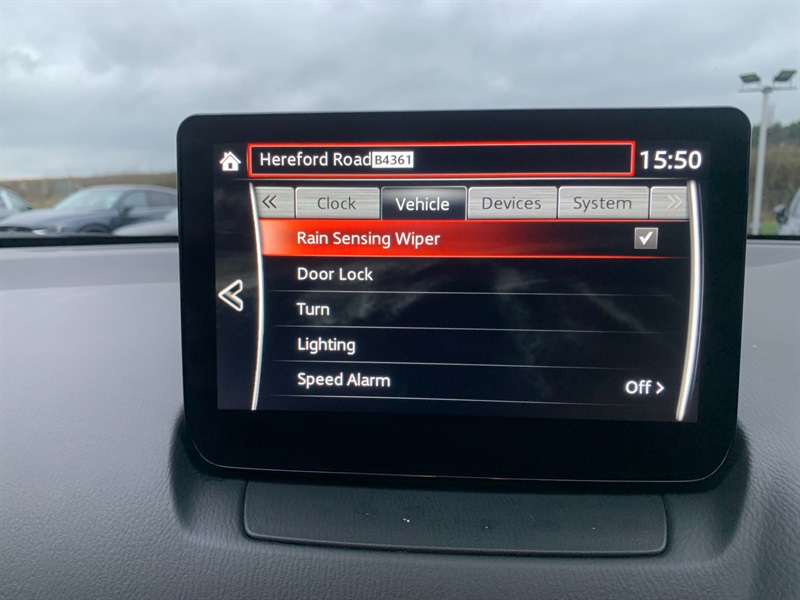 Hereford Road B4361 15:50
« Clock Vehicle Devices System »
Rain Sensing Wiper
Door Lock
Turn
Lighting
Speed Alarm Off >